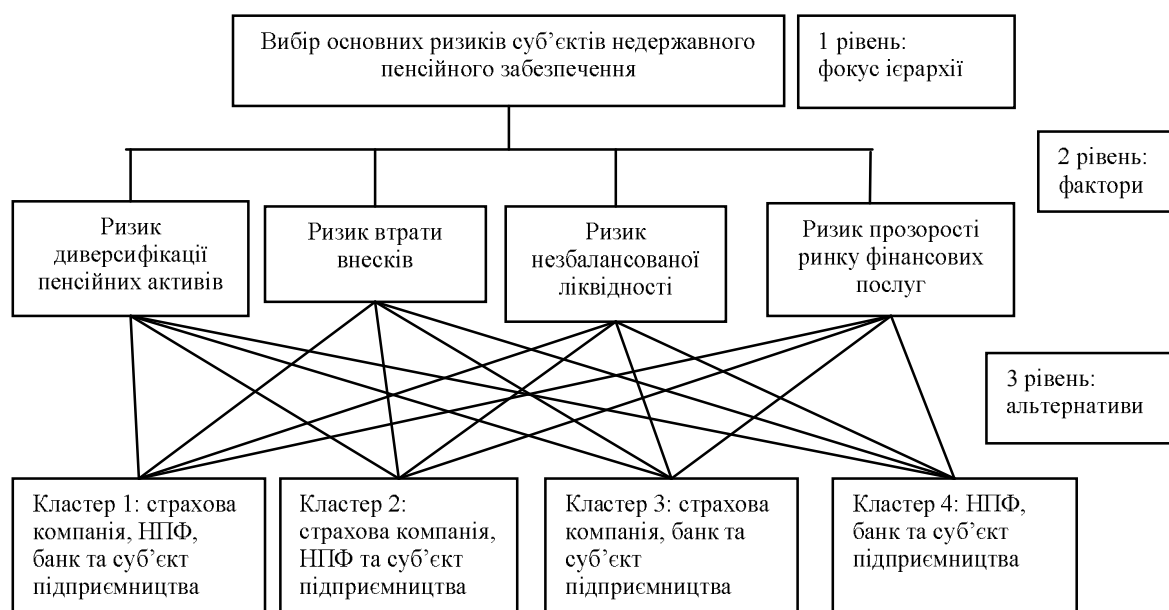 Вибір основних ризиків суб’єктів недержавного
пенсійного забезпечення
1 рівень:
фокус ієрархії
2 рівень:
фактори
Ризик
диверсифікації
пенсійних активів
Ризик втрати
внесків
Ризик
незбалансованої
ліквідності
Ризик прозорості
ринку фінансових
послуг
3 рівень:
альтернативи
Кластер 1: страхова
компанія, НПФ,
банк та суб’єкт
підприємництва
Кластер 2:
страхова компанія,
НПФ та суб’єкт
підприємництва
Кластер 3: страхова
компанія, банк та
суб’єкт
підприємництва
Кластер 4: НПФ,
банк та суб’єкт
підприємництва